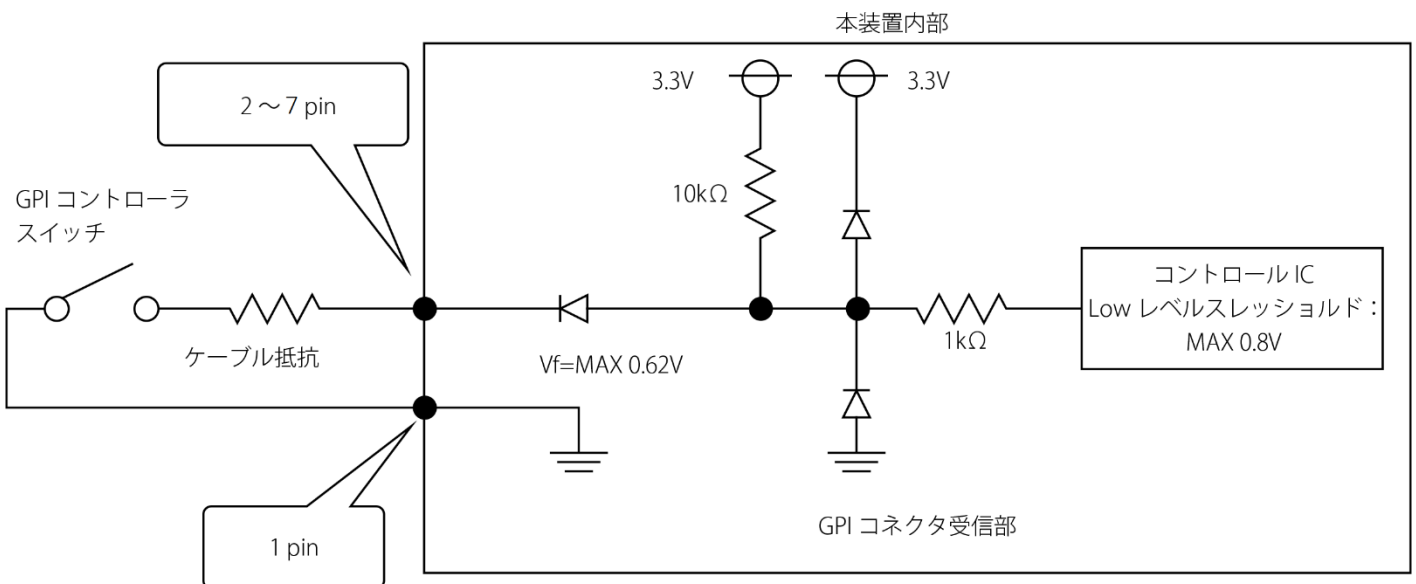 本装置内部
2 ～ 7 pin
3.3V
3.3V
10kΩ
GPI コントローラ
スイッチ
コントロール IC
Low レベルスレッショルド：
MAX 0.8V
ケーブル抵抗
Vf=MAX 0.62V
1kΩ
GPI コネクタ受信部
1 pin